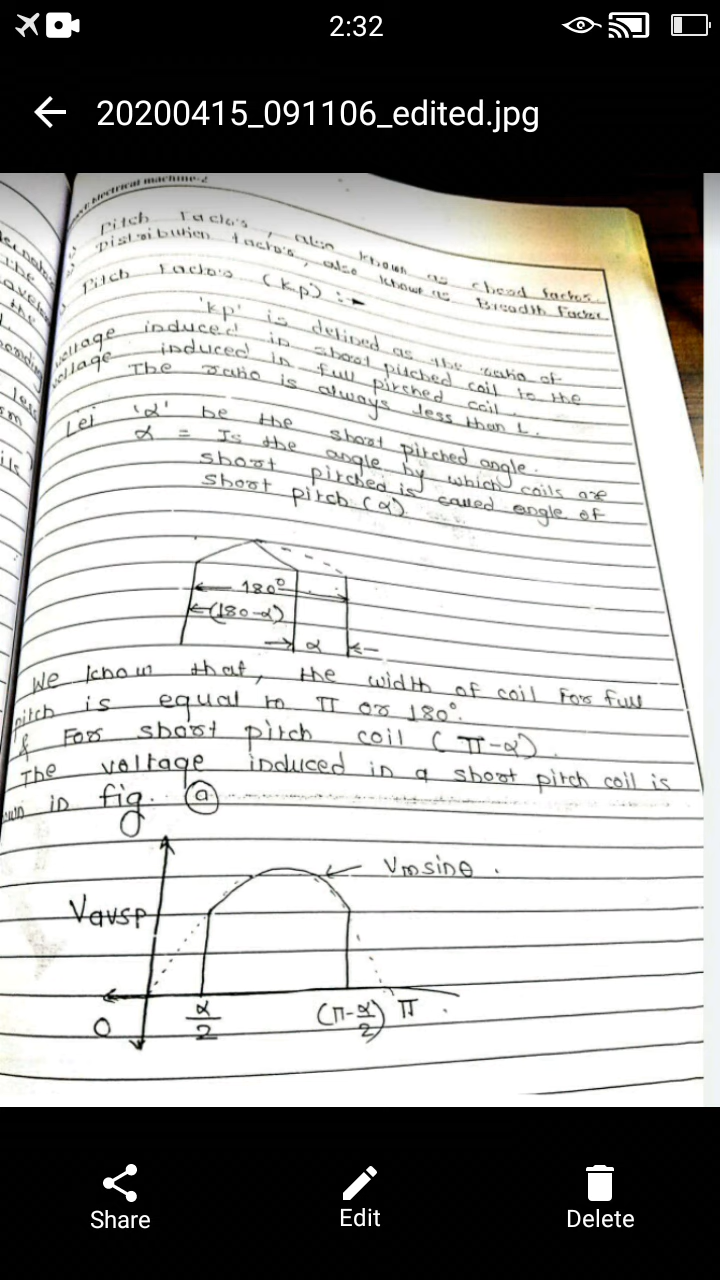 2:32
20200415_091106_edited.jpg
Electrical machine-2
Pitch Factors, also known as chord factor.
Distribution factors, also known as Breadth Factor
Pitch Factors (kp) :-
'kp' is defined as the ratio of
voltage induced in short pitched coil to the
voltage induced in full pitched coil.
The ratio is always less than 1.
Let 'α' be the short pitched angle.
α = Is the angle by which coils are
short pitched is called angle of
short pitch (α)
180°
(180-α)
α
We know that, the width of coil For full
pitch is equal to π or 180°.
& For short pitch coil (π-α)
The voltage induced in a short pitch coil is
in fig. ⓐ
Vm sinθ.
Vavsp
0 α/2 (π-α/2) π.
Share Edit Delete